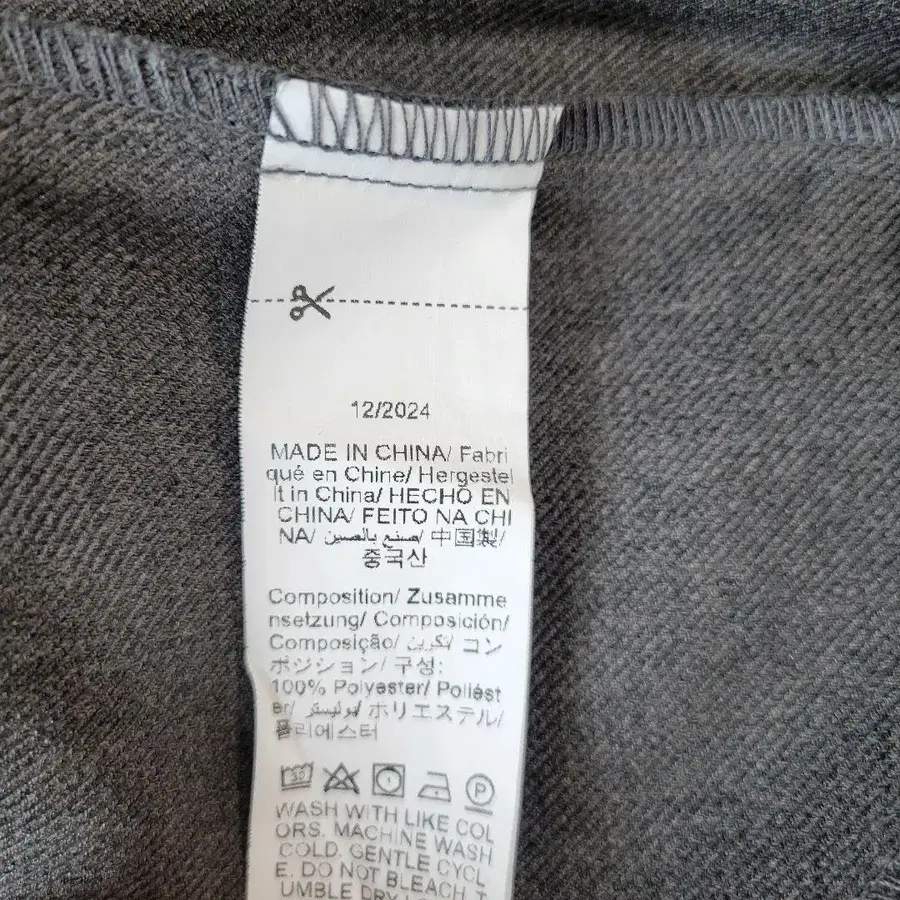 12/2024
MADE IN CHINA/ Fabri
qué en Chine/ Hergestel
lt in China/ HECHO EN
CHINA/ FEITO NA CHI
NA/ صنع بالصين/ 中国製/
중국산
Composition/ Zusamme
nsetzung/ Composición/
Composição/ تكوين/ コン
ポジション/ 구성:
100% Polyester/ Poliést
er/ بوليستر/ ポリエステル/
폴리에스터
30
P
WASH WITH LIKE COL
ORS. MACHINE WASH
COLD. GENTLE CYCL
E. DO NOT BLEACH. T
UMBLE DRY